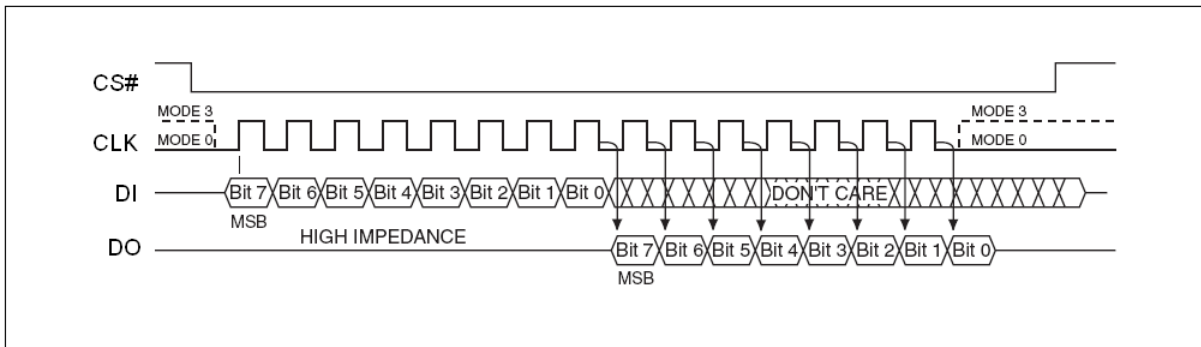 CS#
MODE 3 MODE 3
CLK MODE 0 MODE 0
DI Bit 7 Bit 6 Bit 5 Bit 4 Bit 3 Bit 2 Bit 1 Bit 0 DON'T CARE
MSB
HIGH IMPEDANCE
DO Bit 7 Bit 6 Bit 5 Bit 4 Bit 3 Bit 2 Bit 1 Bit 0
MSB